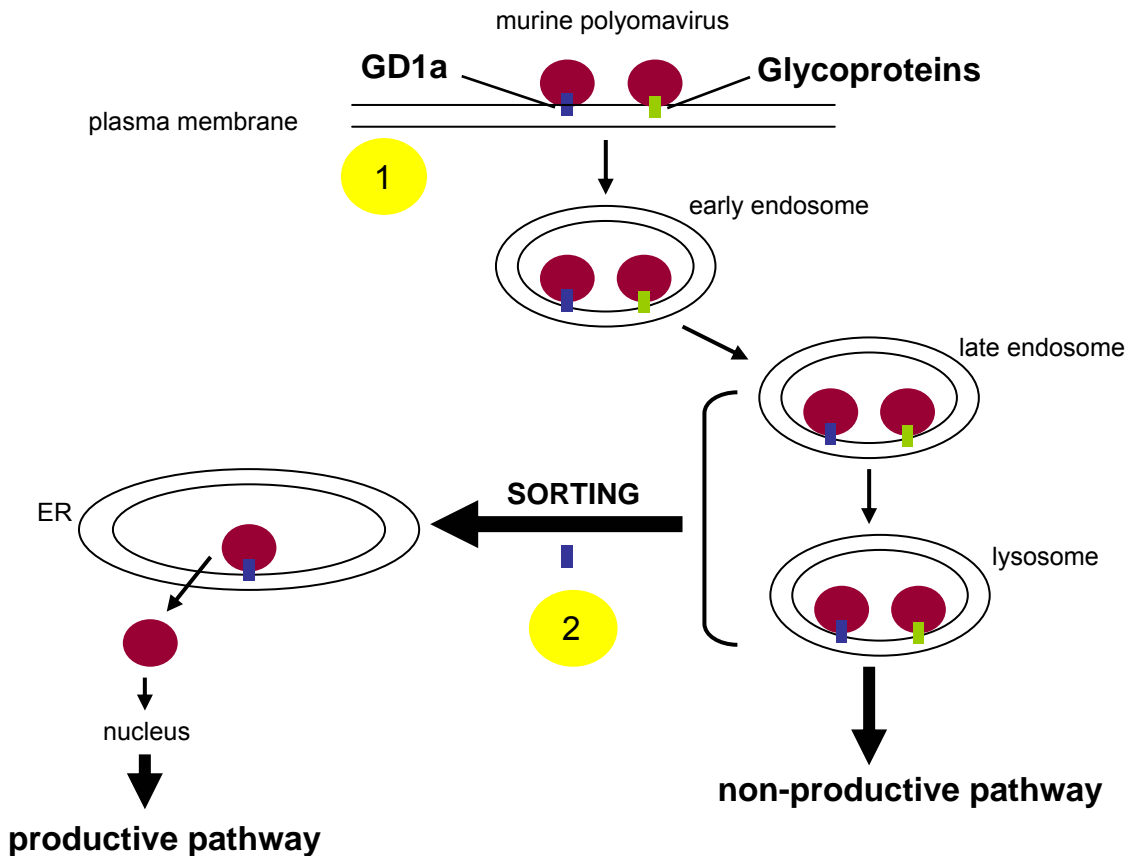 murine polyomavirus
GD1a
Glycoproteins
plasma membrane
1
early endosome
late endosome
SORTING
ER
lysosome
2
nucleus
non-productive pathway
productive pathway